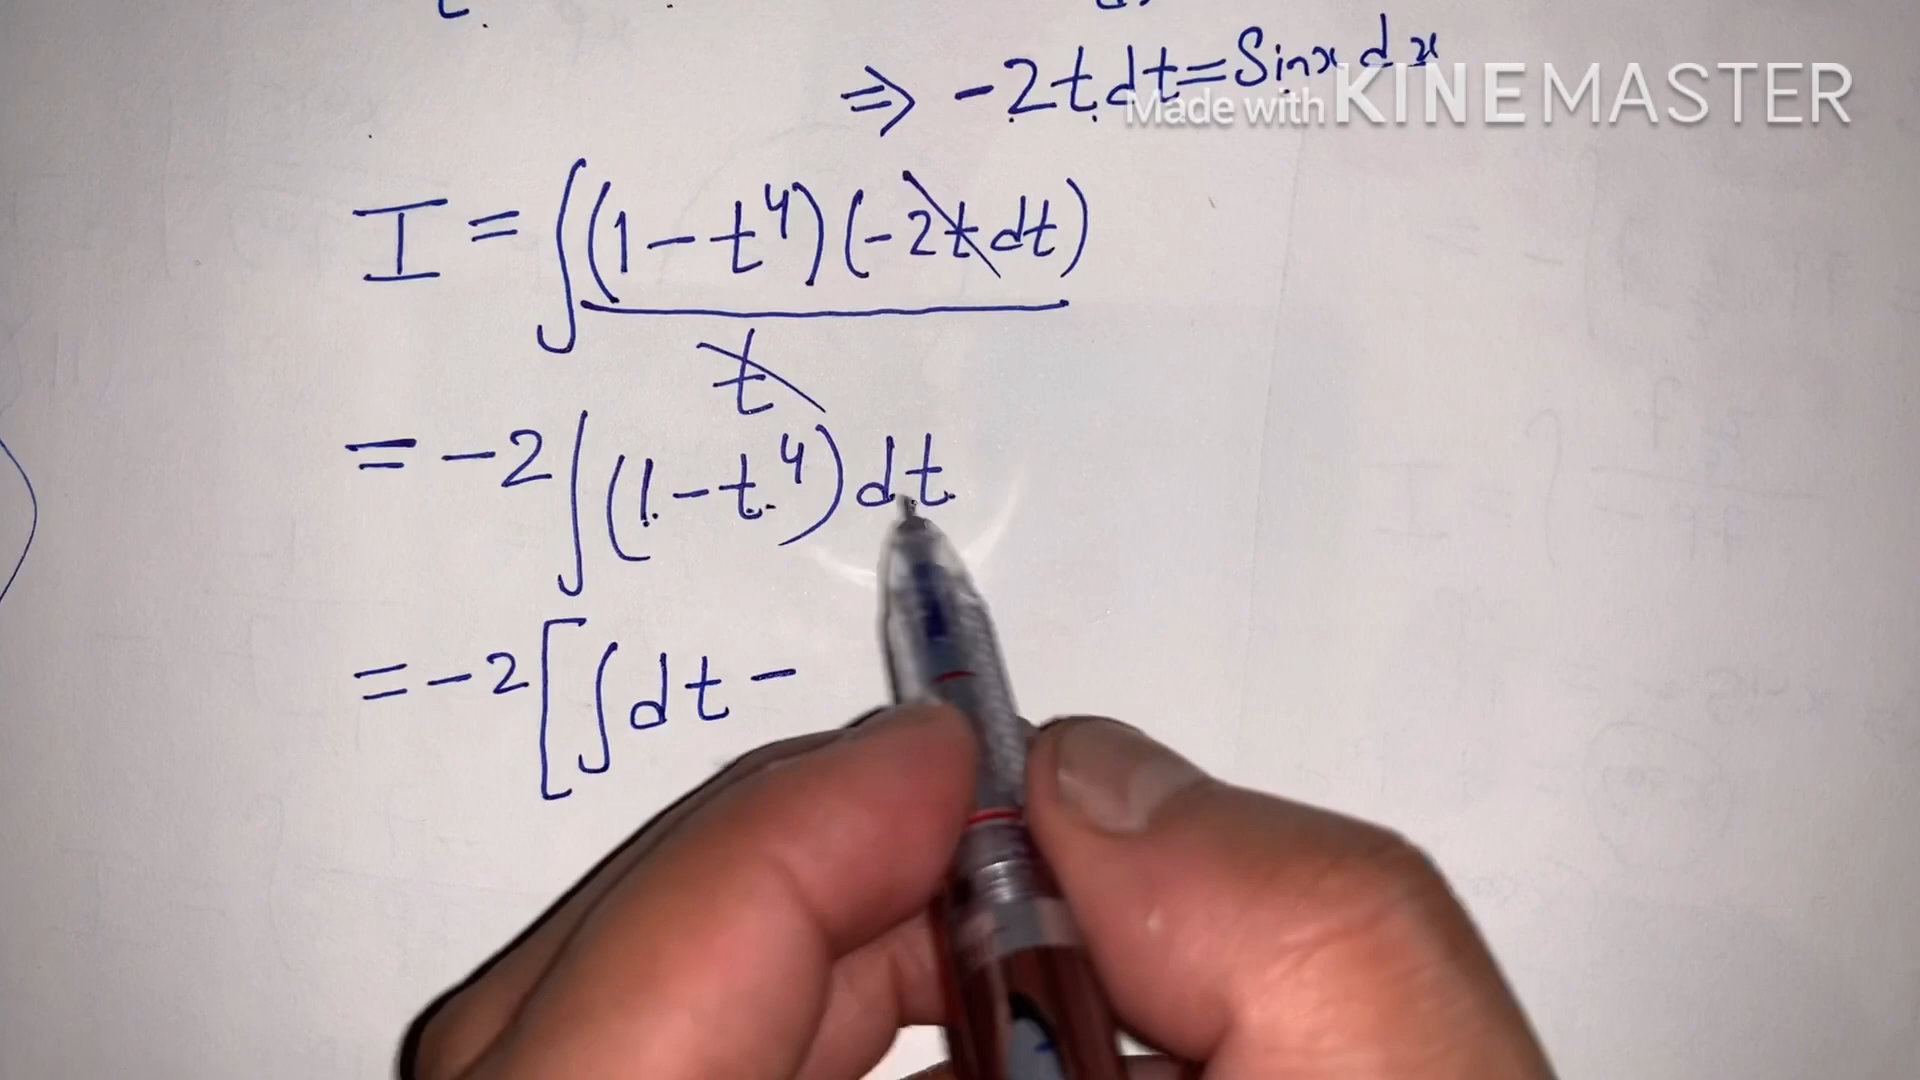 ⇒ -2t dt = Sinx dx
Made with KINEMASTER
I = ∫ (1 - t⁴) (-2t dt)
t
= -2 ∫ (1 - t⁴) dt
= -2 [ ∫ dt -